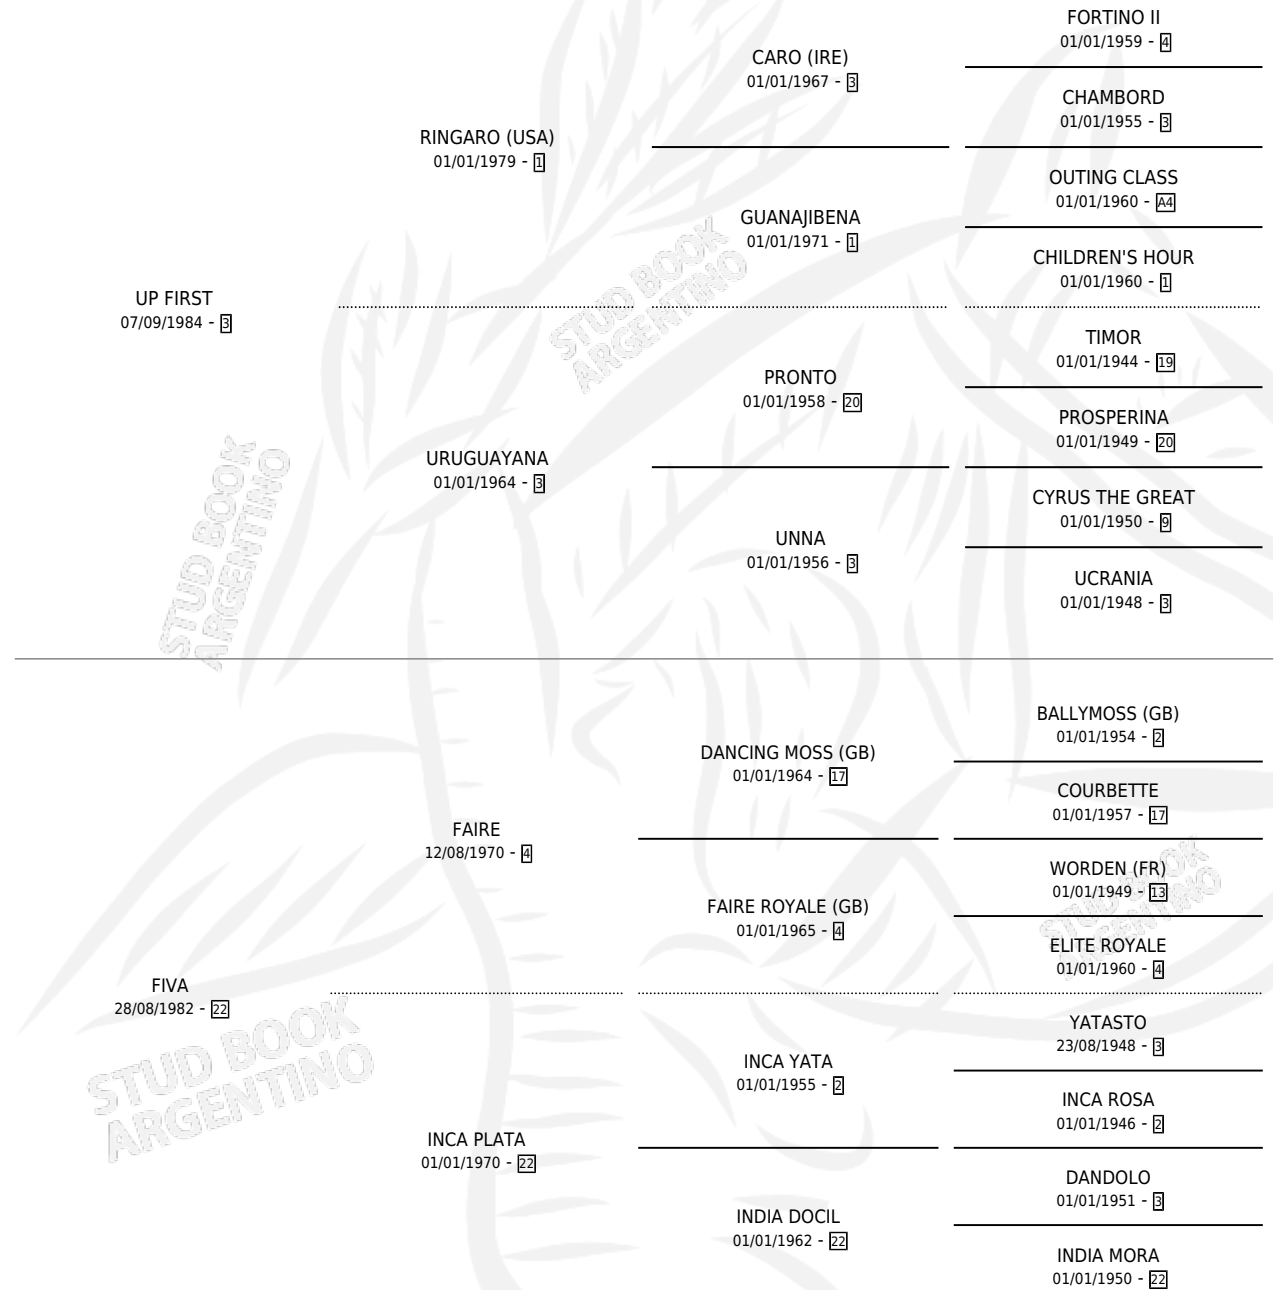 FORTINO II
01/01/1959 - 4
CARO (IRE)
01/01/1967 - 3
CHAMBORD
01/01/1955 - 3
RINGARO (USA)
01/01/1979 - 1
OUTING CLASS
01/01/1960 - A4
GUANAJIBENA
01/01/1971 - 1
CHILDREN'S HOUR
01/01/1960 - 1
UP FIRST
07/09/1984 - 3
STUD BOOK
ARGENTINO
TIMOR
01/01/1944 - 19
PRONTO
01/01/1958 - 20
PROSPERINA
01/01/1949 - 20
URUGUAYANA
01/01/1964 - 3
CYRUS THE GREAT
01/01/1950 - 9
UNNA
01/01/1956 - 3
UCRANIA
01/01/1948 - 3
STUD BOOK
ARGENTINO
BALLYMOSS (GB)
01/01/1954 - 2
DANCING MOSS (GB)
01/01/1964 - 17
COURBETTE
01/01/1957 - 17
FAIRE
12/08/1970 - 4
WORDEN (FR)
01/01/1949 - 13
STUD BOOK
ARGENTINO
FAIRE ROYALE (GB)
01/01/1965 - 4
ELITE ROYALE
01/01/1960 - 4
FIVA
28/08/1982 - 22
STUD BOOK
ARGENTINO
YATASTO
23/08/1948 - 3
INCA YATA
01/01/1955 - 2
INCA ROSA
01/01/1946 - 2
INCA PLATA
01/01/1970 - 22
DANDOLO
01/01/1951 - 3
INDIA DOCIL
01/01/1962 - 22
INDIA MORA
01/01/1950 - 22